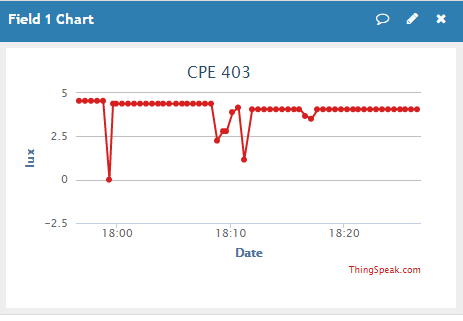 Field 1 Chart
CPE 403
5
2.5
0
−2.5
lux
18:00 18:10 18:20
Date
ThingSpeak.com